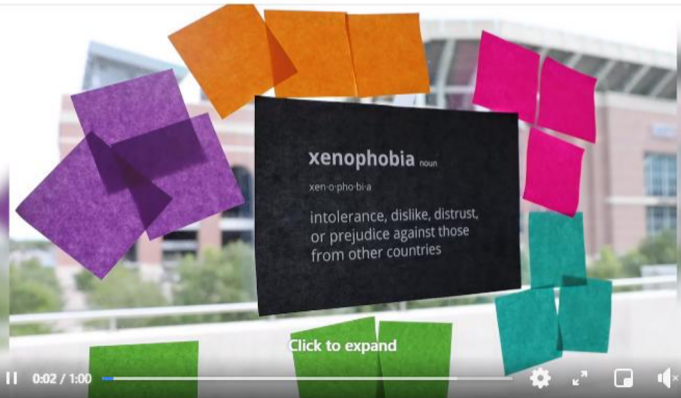 xenophobia noun
xen·o·pho·bi·a
intolerance, dislike, distrust,
or prejudice against those
from other countries
Click to expand
0:02 / 1:00